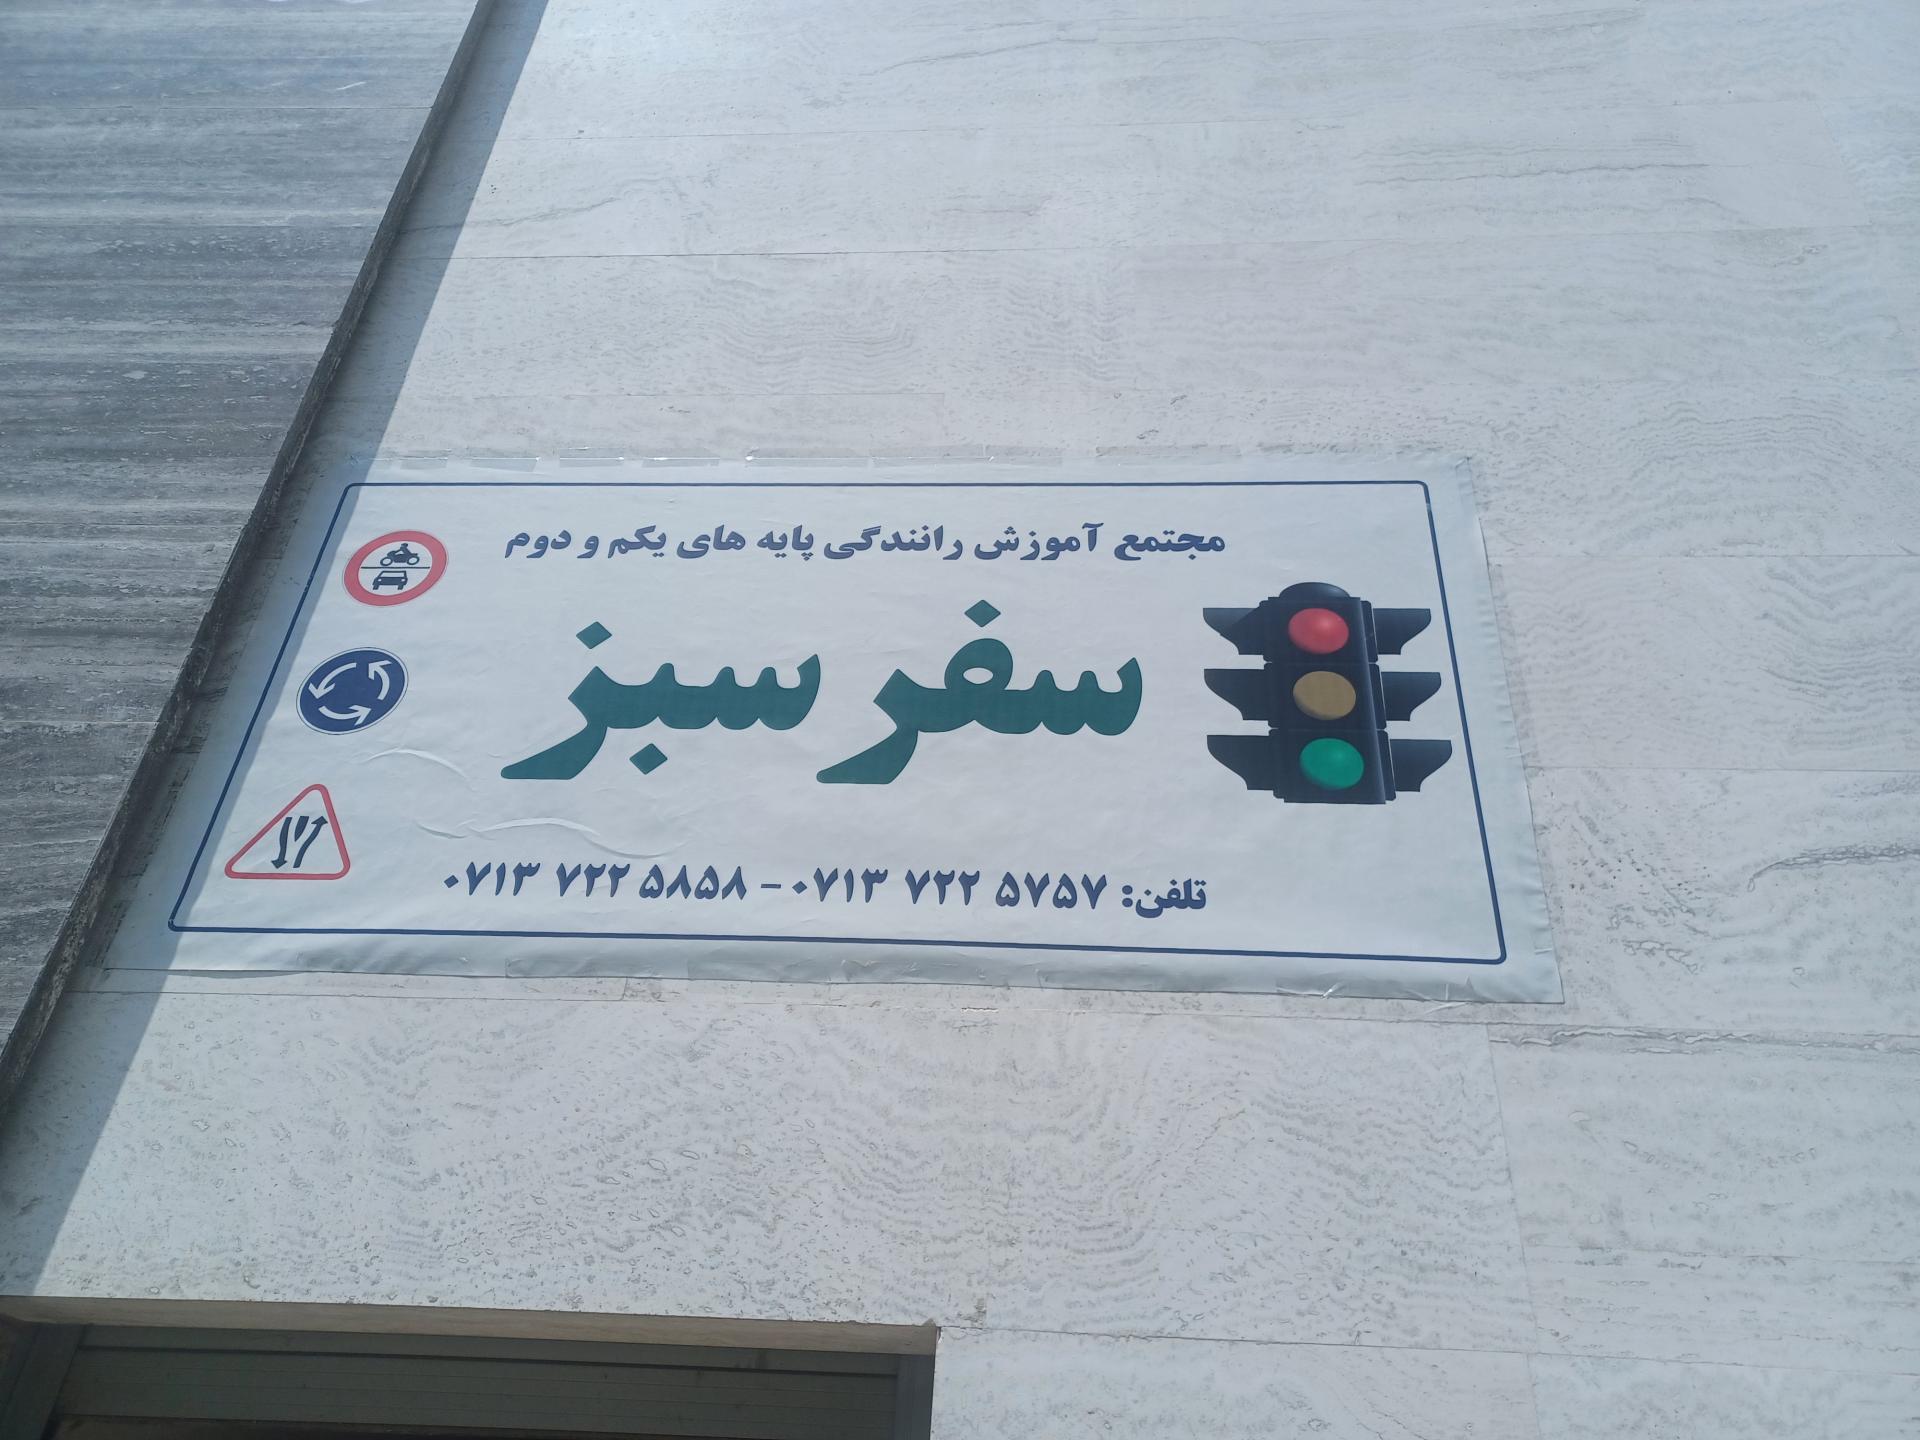 مجتمع آموزش رانندگی پایه های یکم و دوم
سفر سبز
تلفن: ۰۷۱۳ ۷۲۲ ۵۷۵۷ - ۰۷۱۳ ۷۲۲ ۵۸۵۸